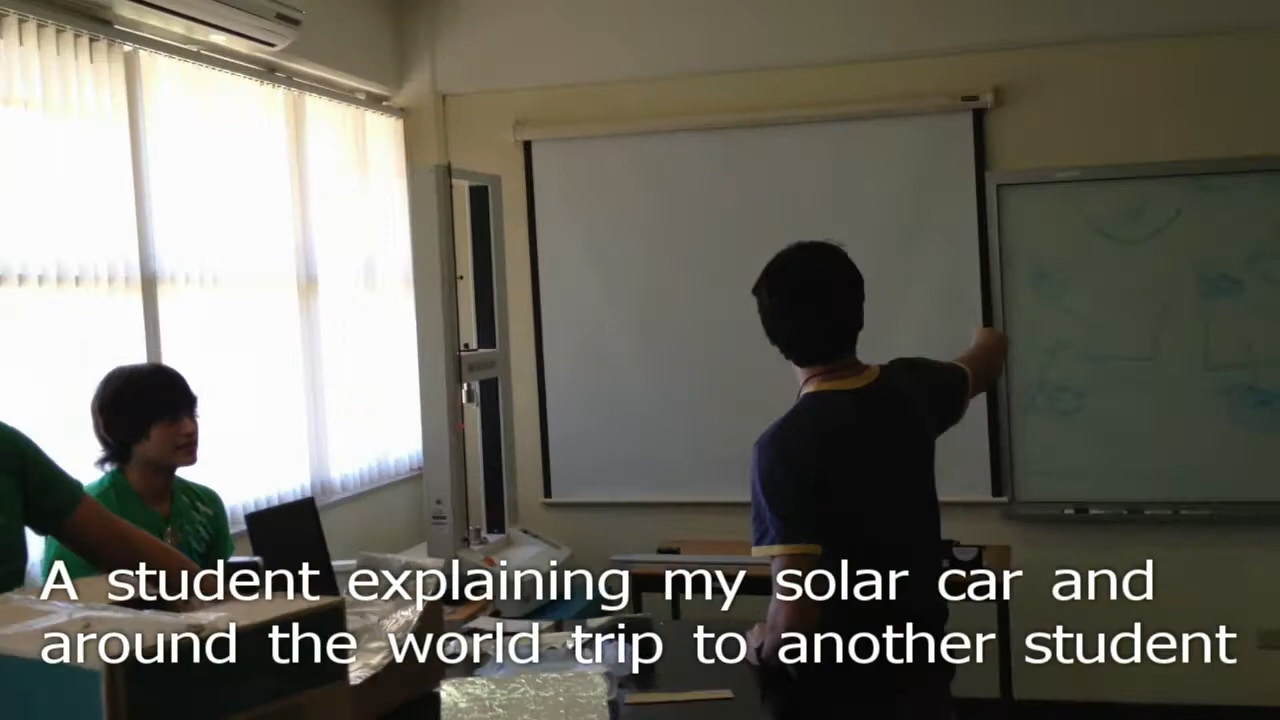 A student explaining my solar car and
around the world trip to another student